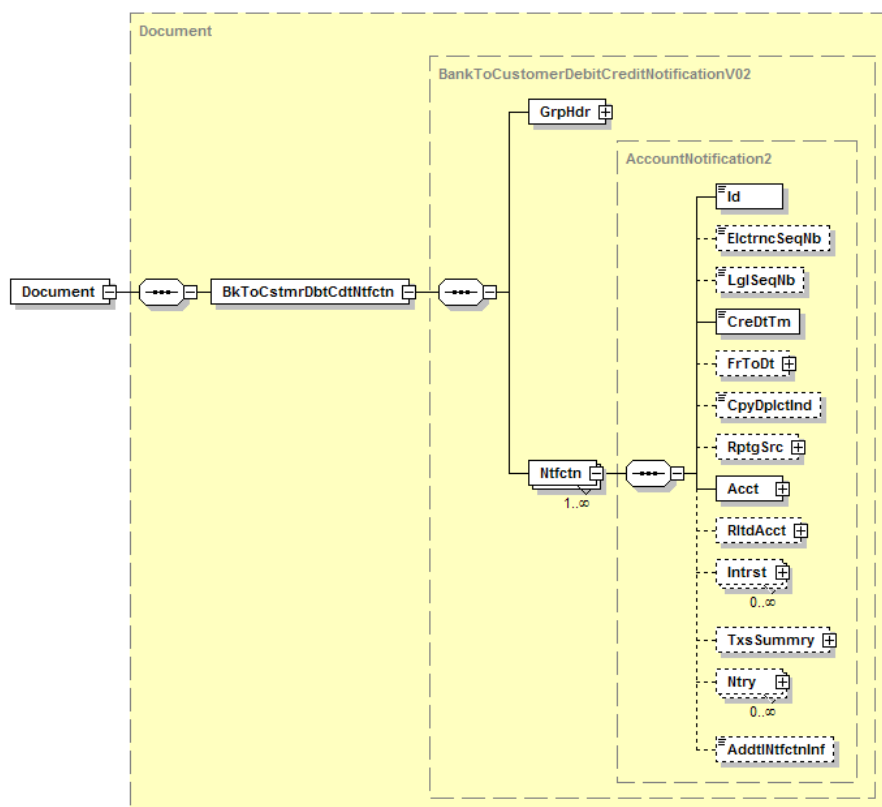 Document
BankToCustomerDebitCreditNotificationV02
GrpHdr
AccountNotification2
Id
ElctrncSeqNb
LglSeqNb
Document
BkToCstmrDbtCdtNtfctn
CreDtTm
FrToDt
CpyDplctInd
RptgSrc
Ntfctn
1..∞
Acct
RltdAcct
Intrst
0..∞
TxsSummry
Ntry
0..∞
AddtlNtfctnInf